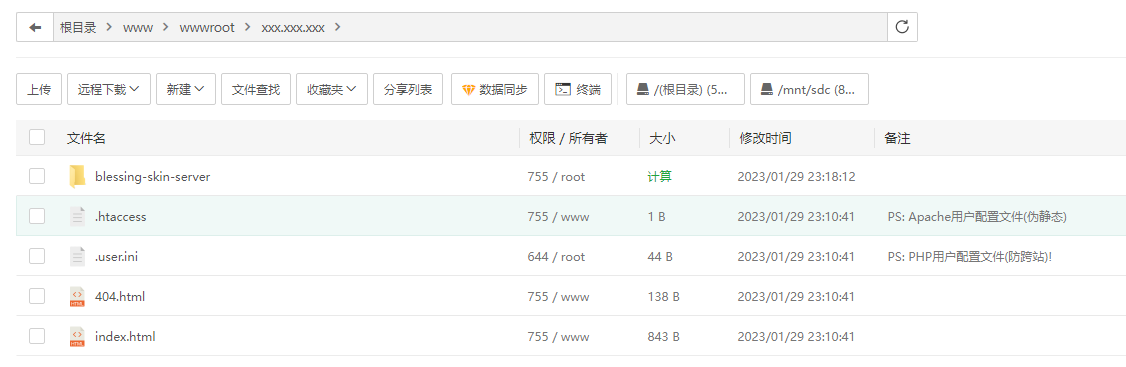 根目录 > www > wwwroot > xxx.xxx.xxx >
上传 远程下载 新建 文件查找 收藏夹 分享列表 数据同步 终端 /(根目录) (5... /mnt/sdc (8...
文件名 权限 / 所有者 大小 修改时间 备注
blessing-skin-server 755 / root 计算 2023/01/29 23:18:12
.htaccess 755 / www 1 B 2023/01/29 23:10:41 PS: Apache用户配置文件(伪静态)
.user.ini 644 / root 44 B 2023/01/29 23:10:41 PS: PHP用户配置文件(防跨站)!
404.html 755 / www 138 B 2023/01/29 23:10:41
index.html 755 / www 843 B 2023/01/29 23:10:41